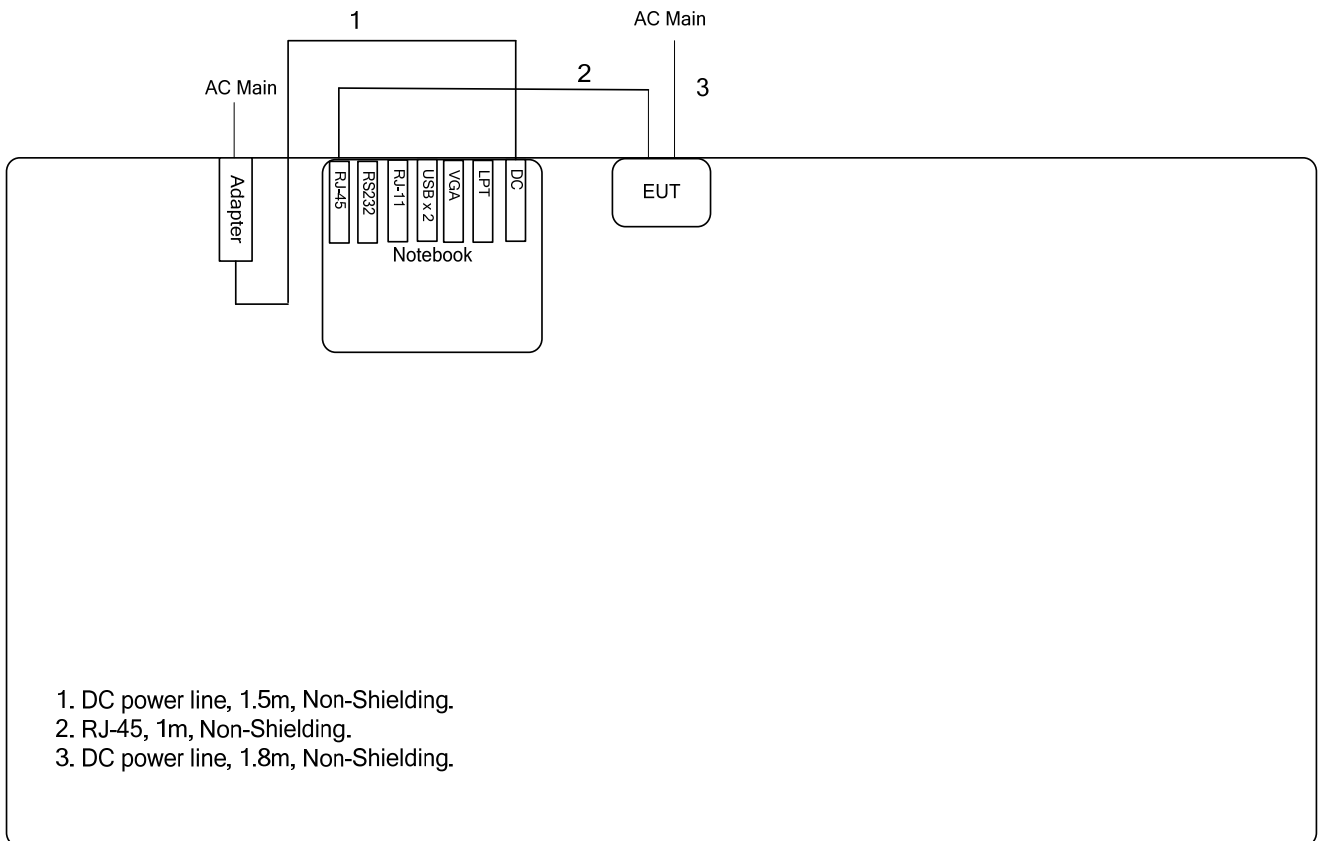 1
AC Main
2
3
AC Main
Adapter
RJ-45
RS232
RJ-11
USB x 2
VGA
LPT
DC
EUT
Notebook
1. DC power line, 1.5m, Non-Shielding.
2. RJ-45, 1m, Non-Shielding.
3. DC power line, 1.8m, Non-Shielding.